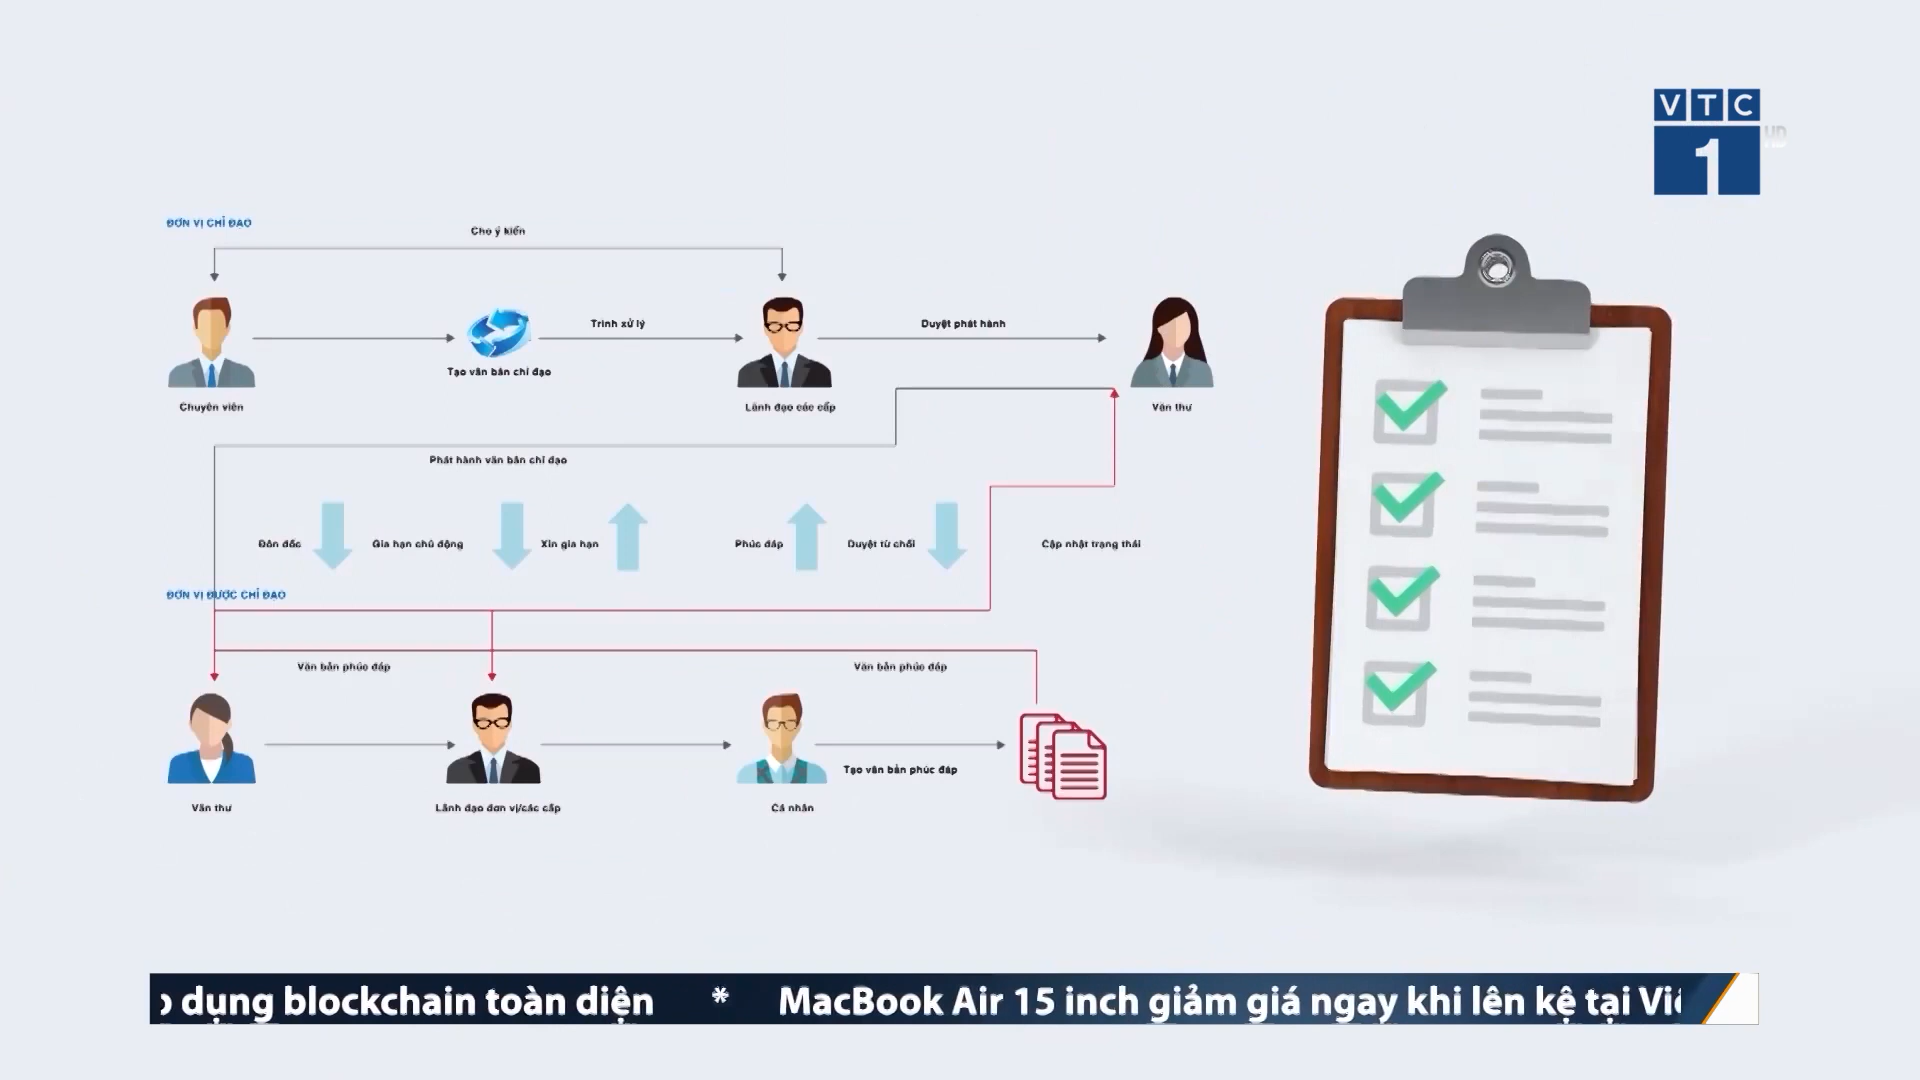 VTC
1
HD
ĐƠN VỊ CHỈ ĐẠO
Cho ý kiến
Trình xử lý
Duyệt phát hành
Tạo văn bản chỉ đạo
Chuyên viên
Lãnh đạo các cấp
Văn thư
Phát hành văn bản chỉ đạo
Đôn đốc
Gia hạn chủ động
Xin gia hạn
Phúc đáp
Duyệt từ chối
Cập nhật trạng thái
ĐƠN VỊ ĐƯỢC CHỈ ĐẠO
Văn bản phúc đáp
Văn bản phúc đáp
Tạo văn bản phúc đáp
Văn thư
Lãnh đạo đơn vị/các cấp
Cá nhân
dụng blockchain toàn diện * MacBook Air 15 inch giảm giá ngay khi lên kệ tại